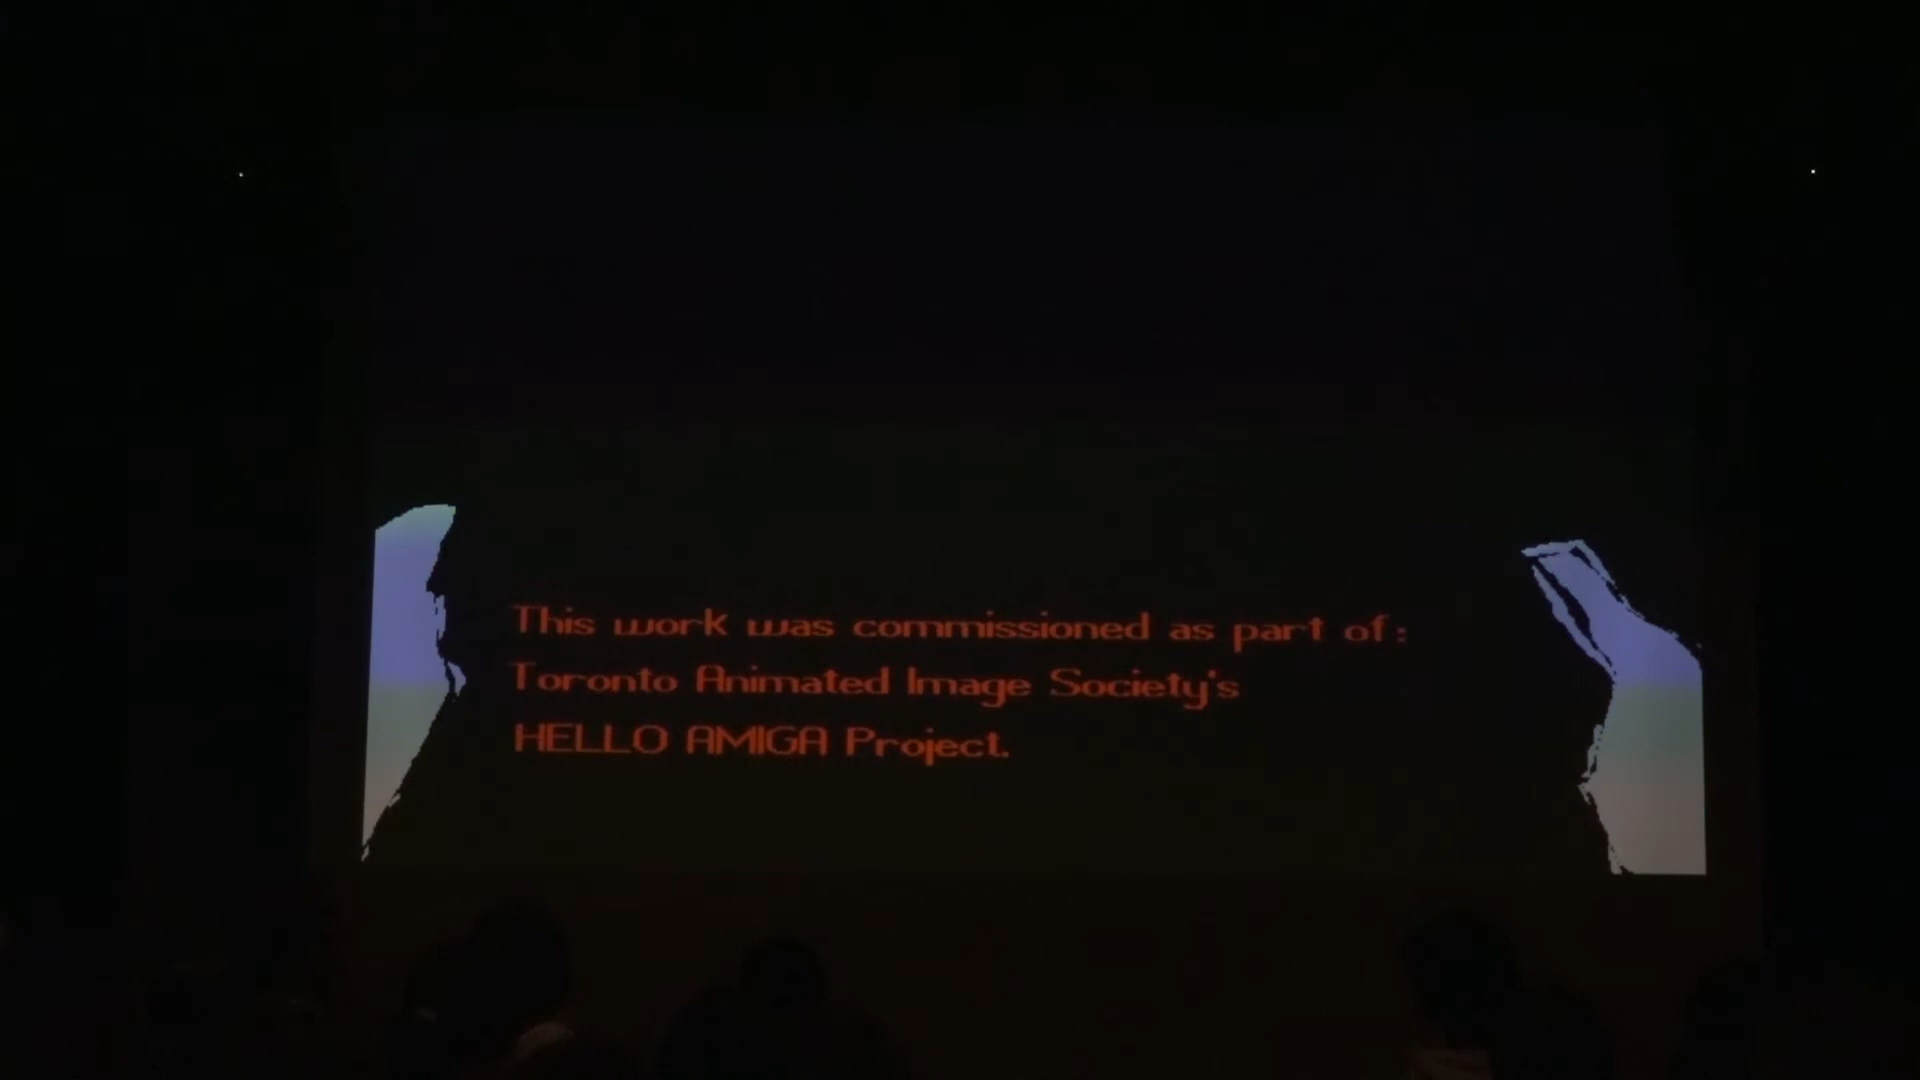 This work was commissioned as part of:
Toronto Animated Image Society's
HELLO AMIGA Project.